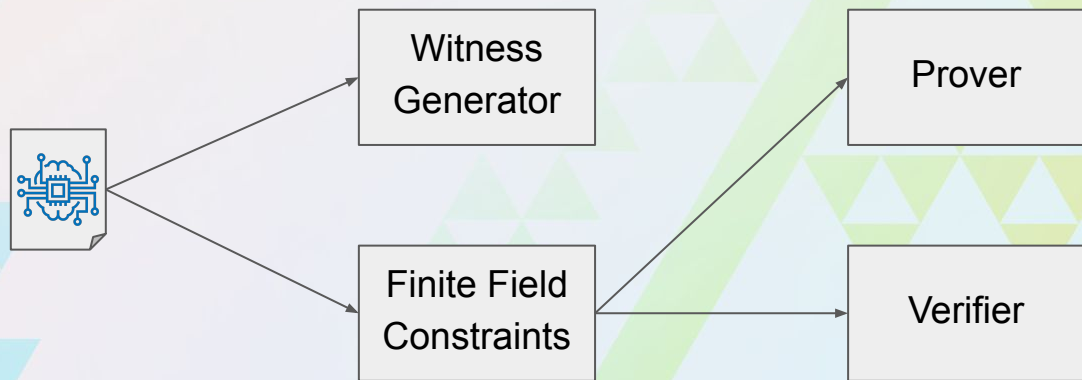 Witness
Generator
Prover
Finite Field
Constraints
Verifier